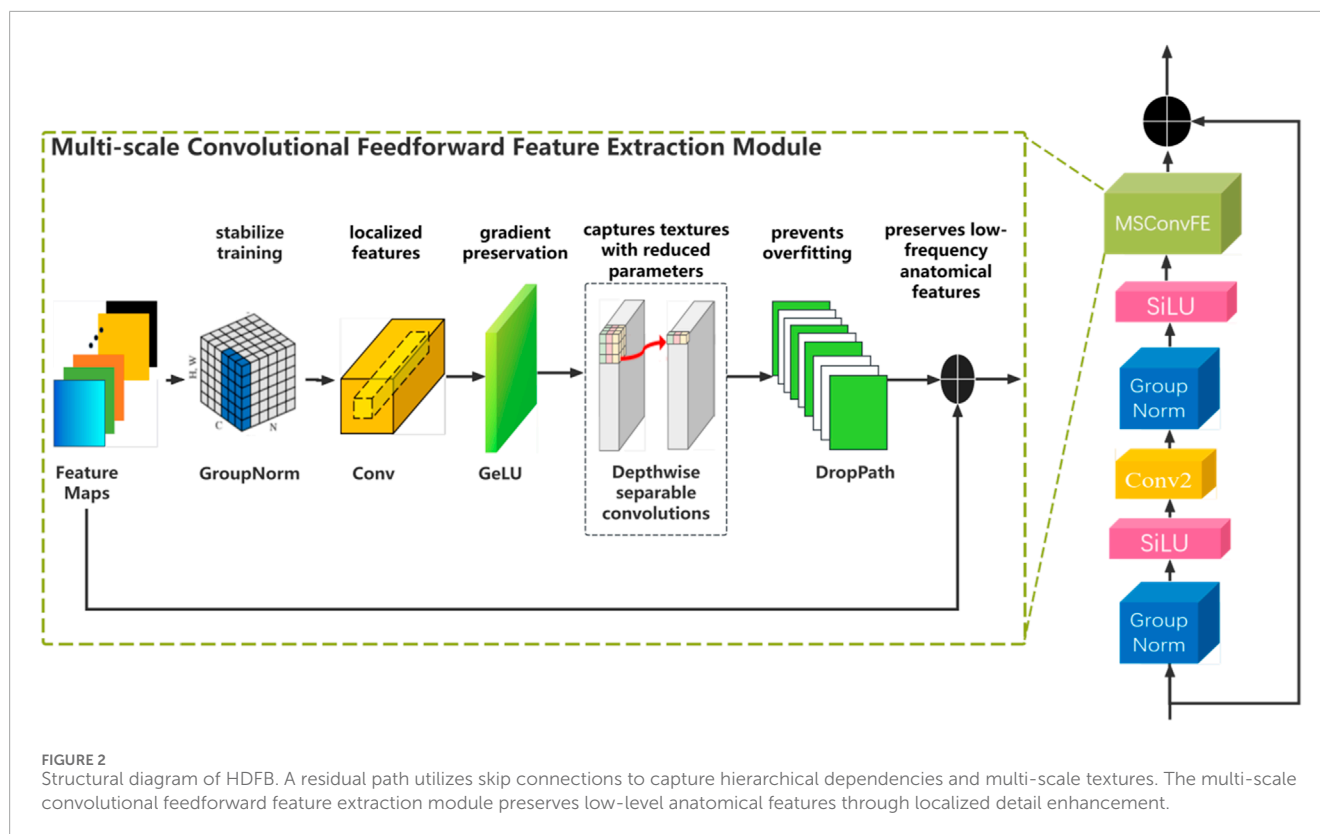 Multi-scale Convolutional Feedforward Feature Extraction Module
stabilize
training
localized
features
gradient
preservation
captures textures
with reduced
parameters
prevents
overfitting
preserves low-
frequency
anatomical
features
H, W
C
N
Feature
Maps
GroupNorm
Conv
GeLU
Depthwise
separable
convolutions
DropPath
MSConvFE
SiLU
Group
Norm
Conv2
SiLU
Group
Norm
FIGURE 2
Structural diagram of HDFB. A residual path utilizes skip connections to capture hierarchical dependencies and multi-scale textures. The multi-scale
convolutional feedforward feature extraction module preserves low-level anatomical features through localized detail enhancement.